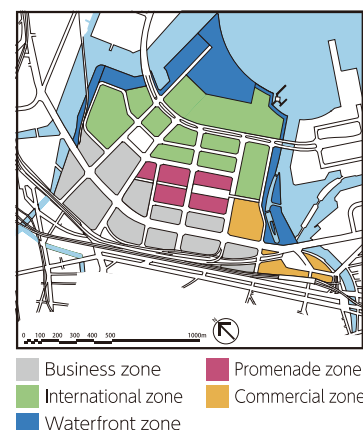 0 100 200 300 400 500 1000m
Business zone
Promenade zone
International zone
Commercial zone
Waterfront zone